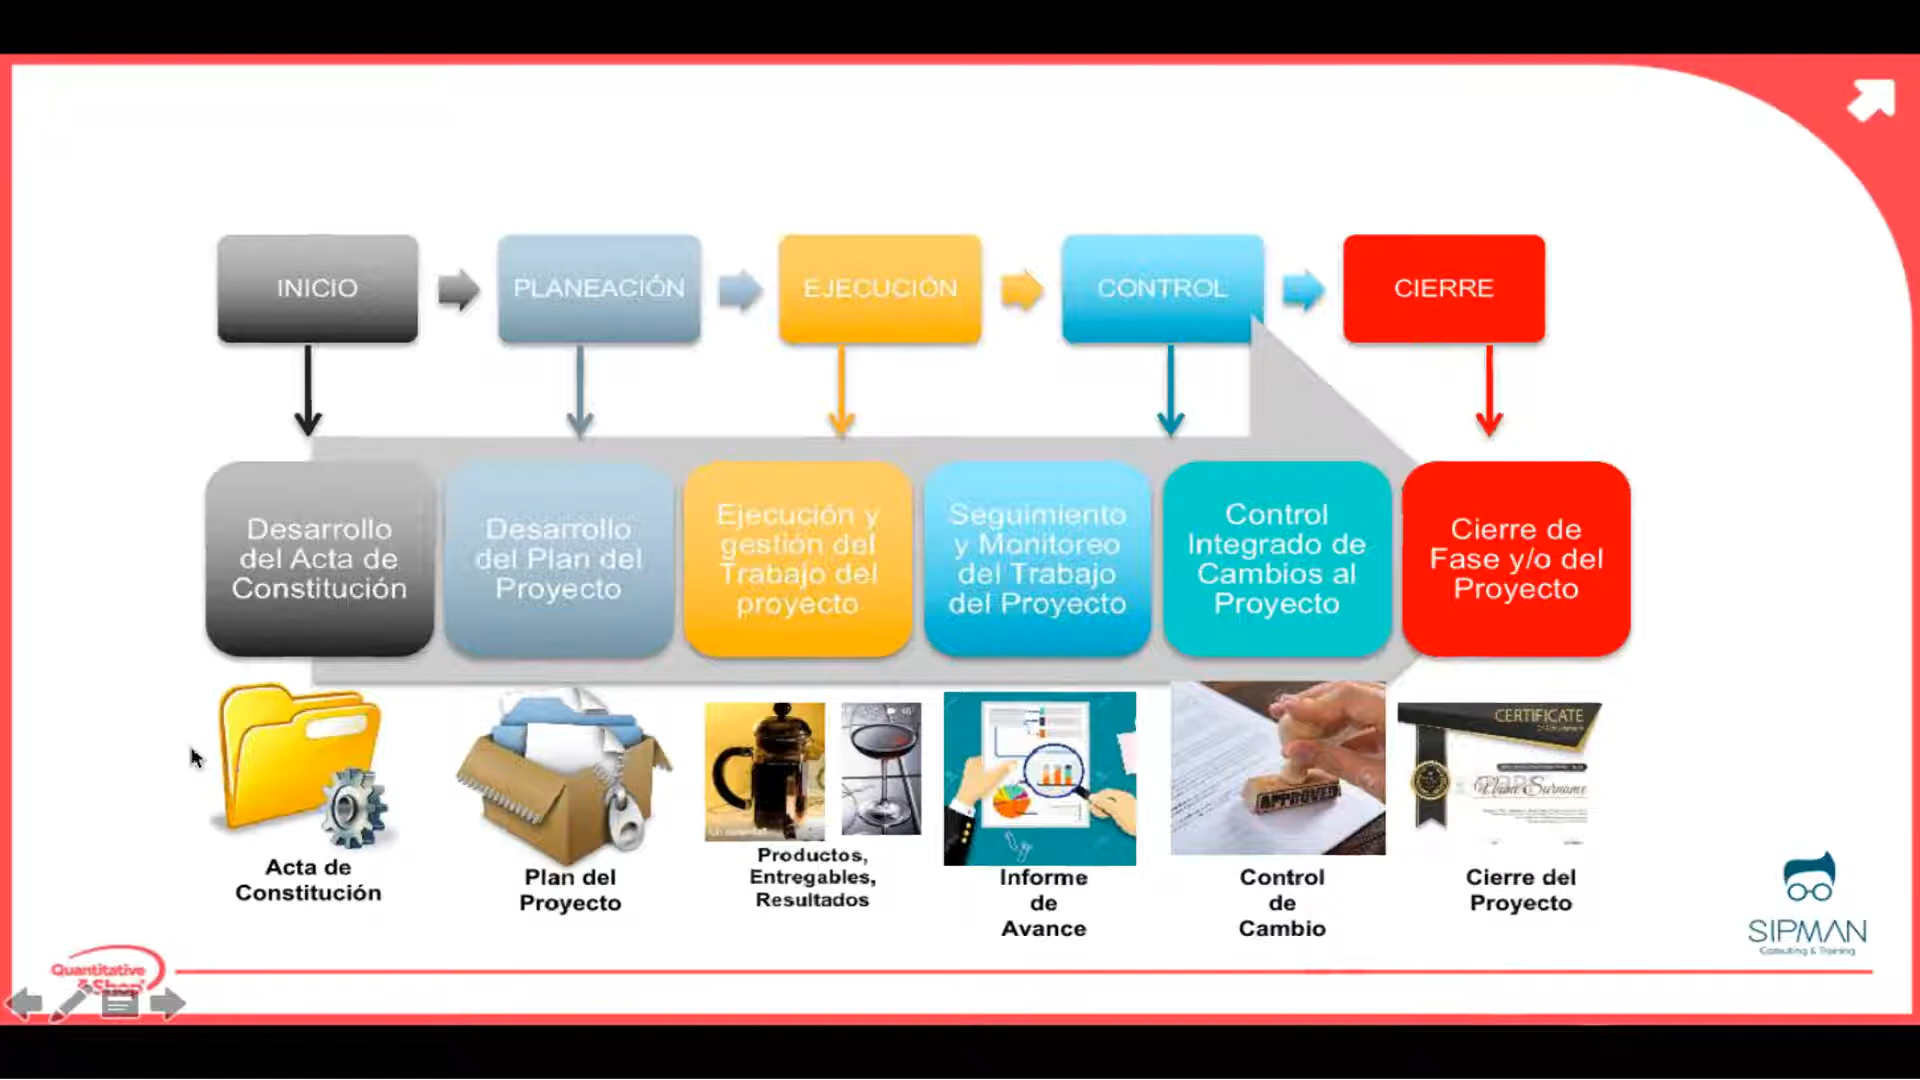 INICIO
PLANEACIÓN
EJECUCIÓN
CONTROL
CIERRE
Desarrollo
del Acta de
Constitución
Desarrollo
del Plan del
Proyecto
Ejecución y
gestión del
Trabajo del
proyecto
Seguimiento
y Monitoreo
del Trabajo
del Proyecto
Control
Integrado de
Cambios al
Proyecto
Cierre de
Fase y/o del
Proyecto
APPROVED
CERTIFICATE
Acta de
Constitución
Plan del
Proyecto
Productos,
Entregables,
Resultados
Informe
de
Avance
Control
de
Cambio
Cierre del
Proyecto
SIPMAN
Consulting & Training
Quantitative
Shop